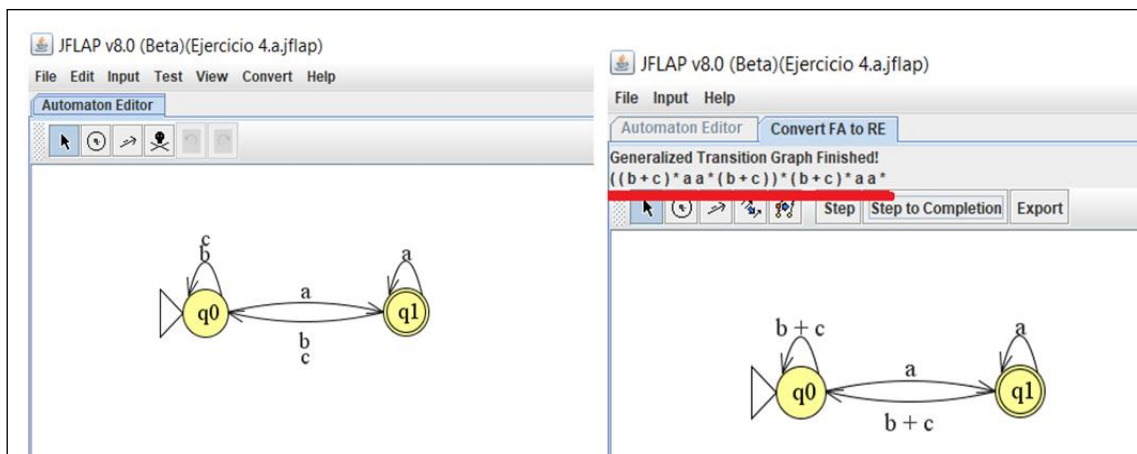 JFLAP v8.0 (Beta)(Ejercicio 4.a.jflap)
File Edit Input Test View Convert Help
Automaton Editor
c
b
a
q0
a
q1
b
c
JFLAP v8.0 (Beta)(Ejercicio 4.a.jflap)
File Input Help
Automaton Editor Convert FA to RE
Generalized Transition Graph Finished!
((b+c)*aa*(b+c))*(b+c)*aa*
Step Step to Completion Export
b + c
a
q0
a
q1
b + c